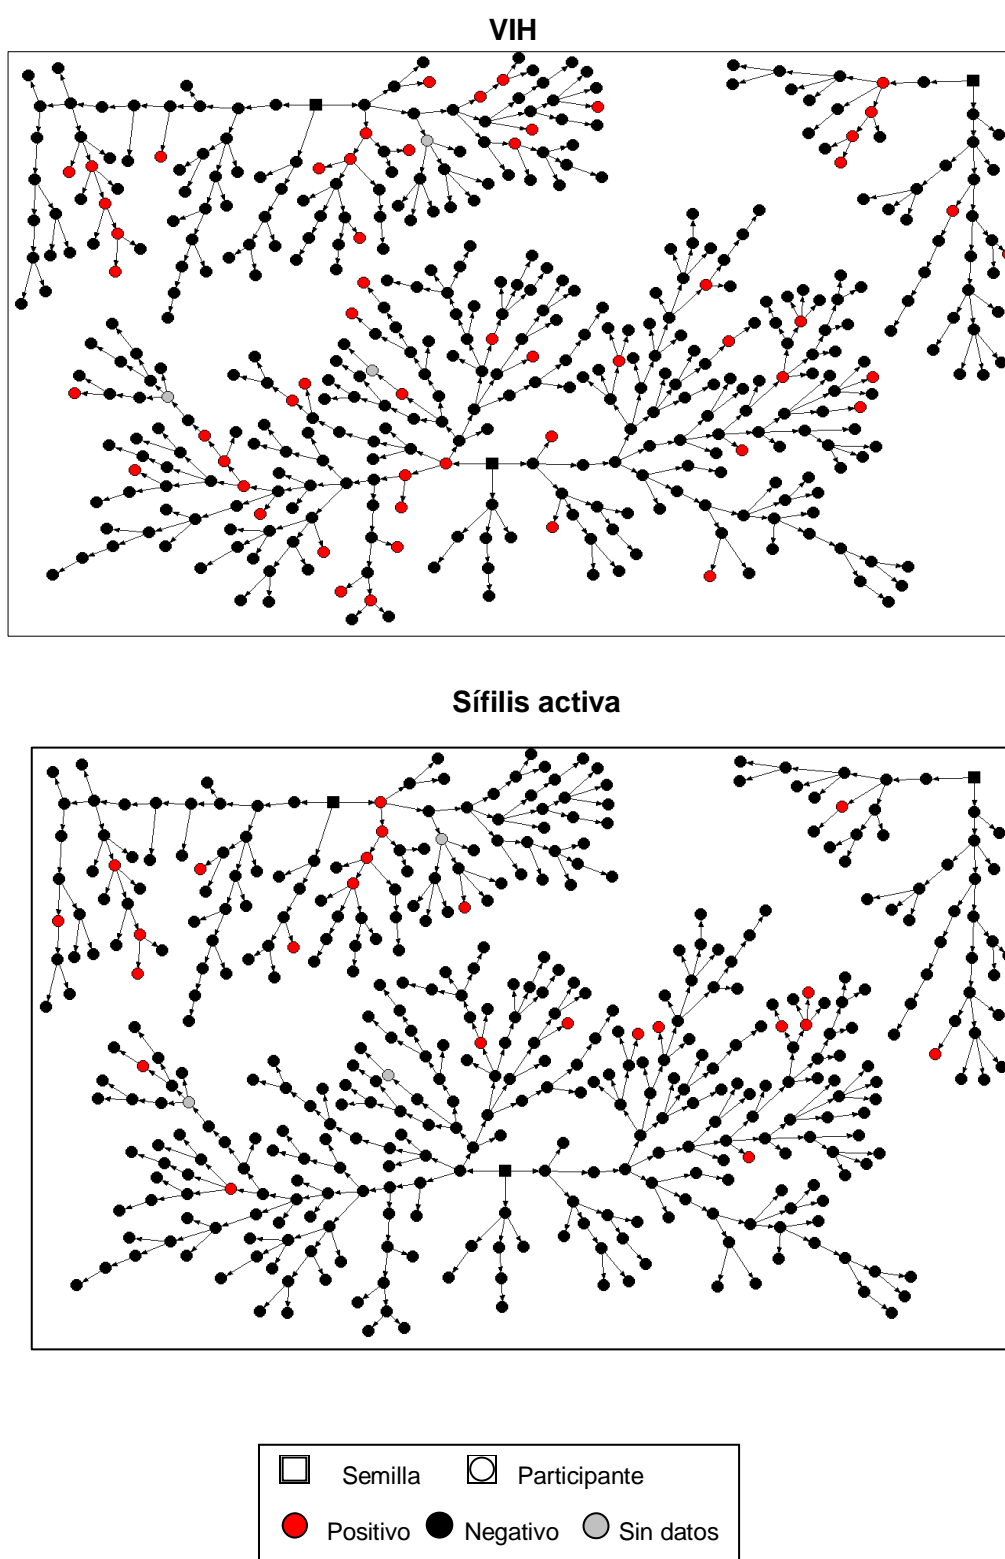 VIH
Sífilis activa
Semilla Participante
Positivo Negativo Sin datos